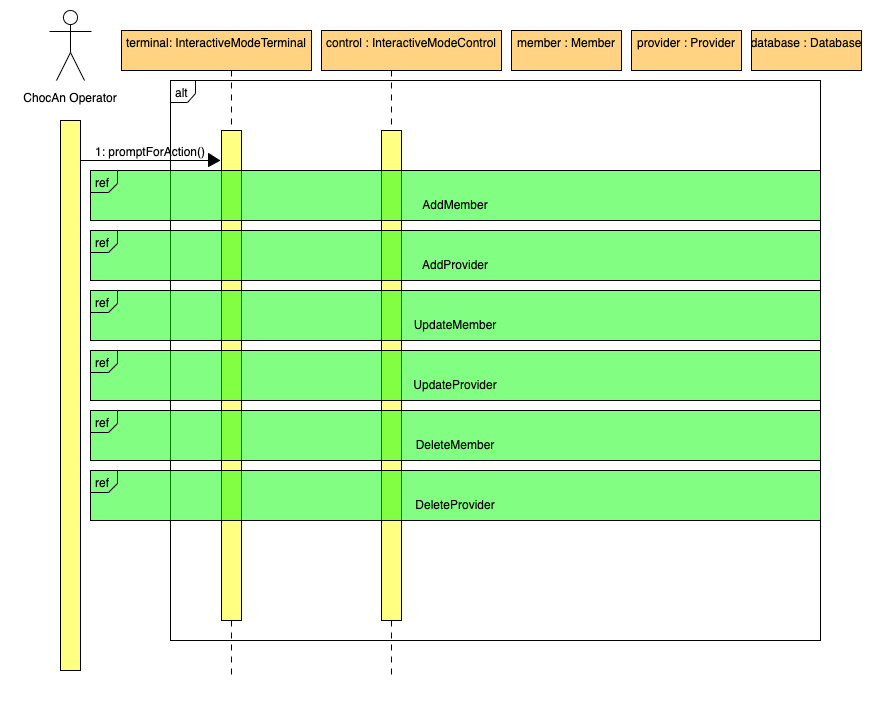 terminal: InteractiveModeTerminal
control : InteractiveModeControl
member : Member
provider : Provider
database : Database
ChocAn Operator
alt
1: promptForAction()
ref
AddMember
ref
AddProvider
ref
UpdateMember
ref
UpdateProvider
ref
DeleteMember
ref
DeleteProvider